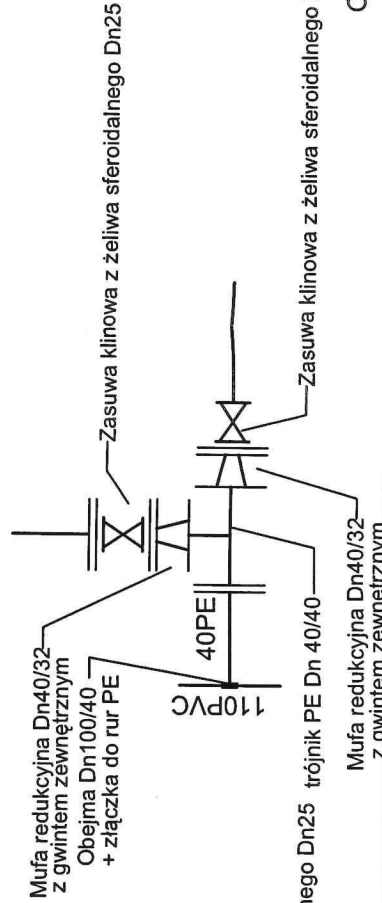 Zasuwa klinowa z żeliwa sferoidalnego Dn25
Mufa redukcyjna Dn40/32
z gwintem zewnętrznym
Obejma Dn100/40
+ złączka do rur PE
40PE
110PVC
Zasuwa klinowa z żeliwa sferoidalnego
nego Dn25
trójnik PE Dn 40/40
Mufa redukcyjna Dn40/32
z gwintem zewnętrznym